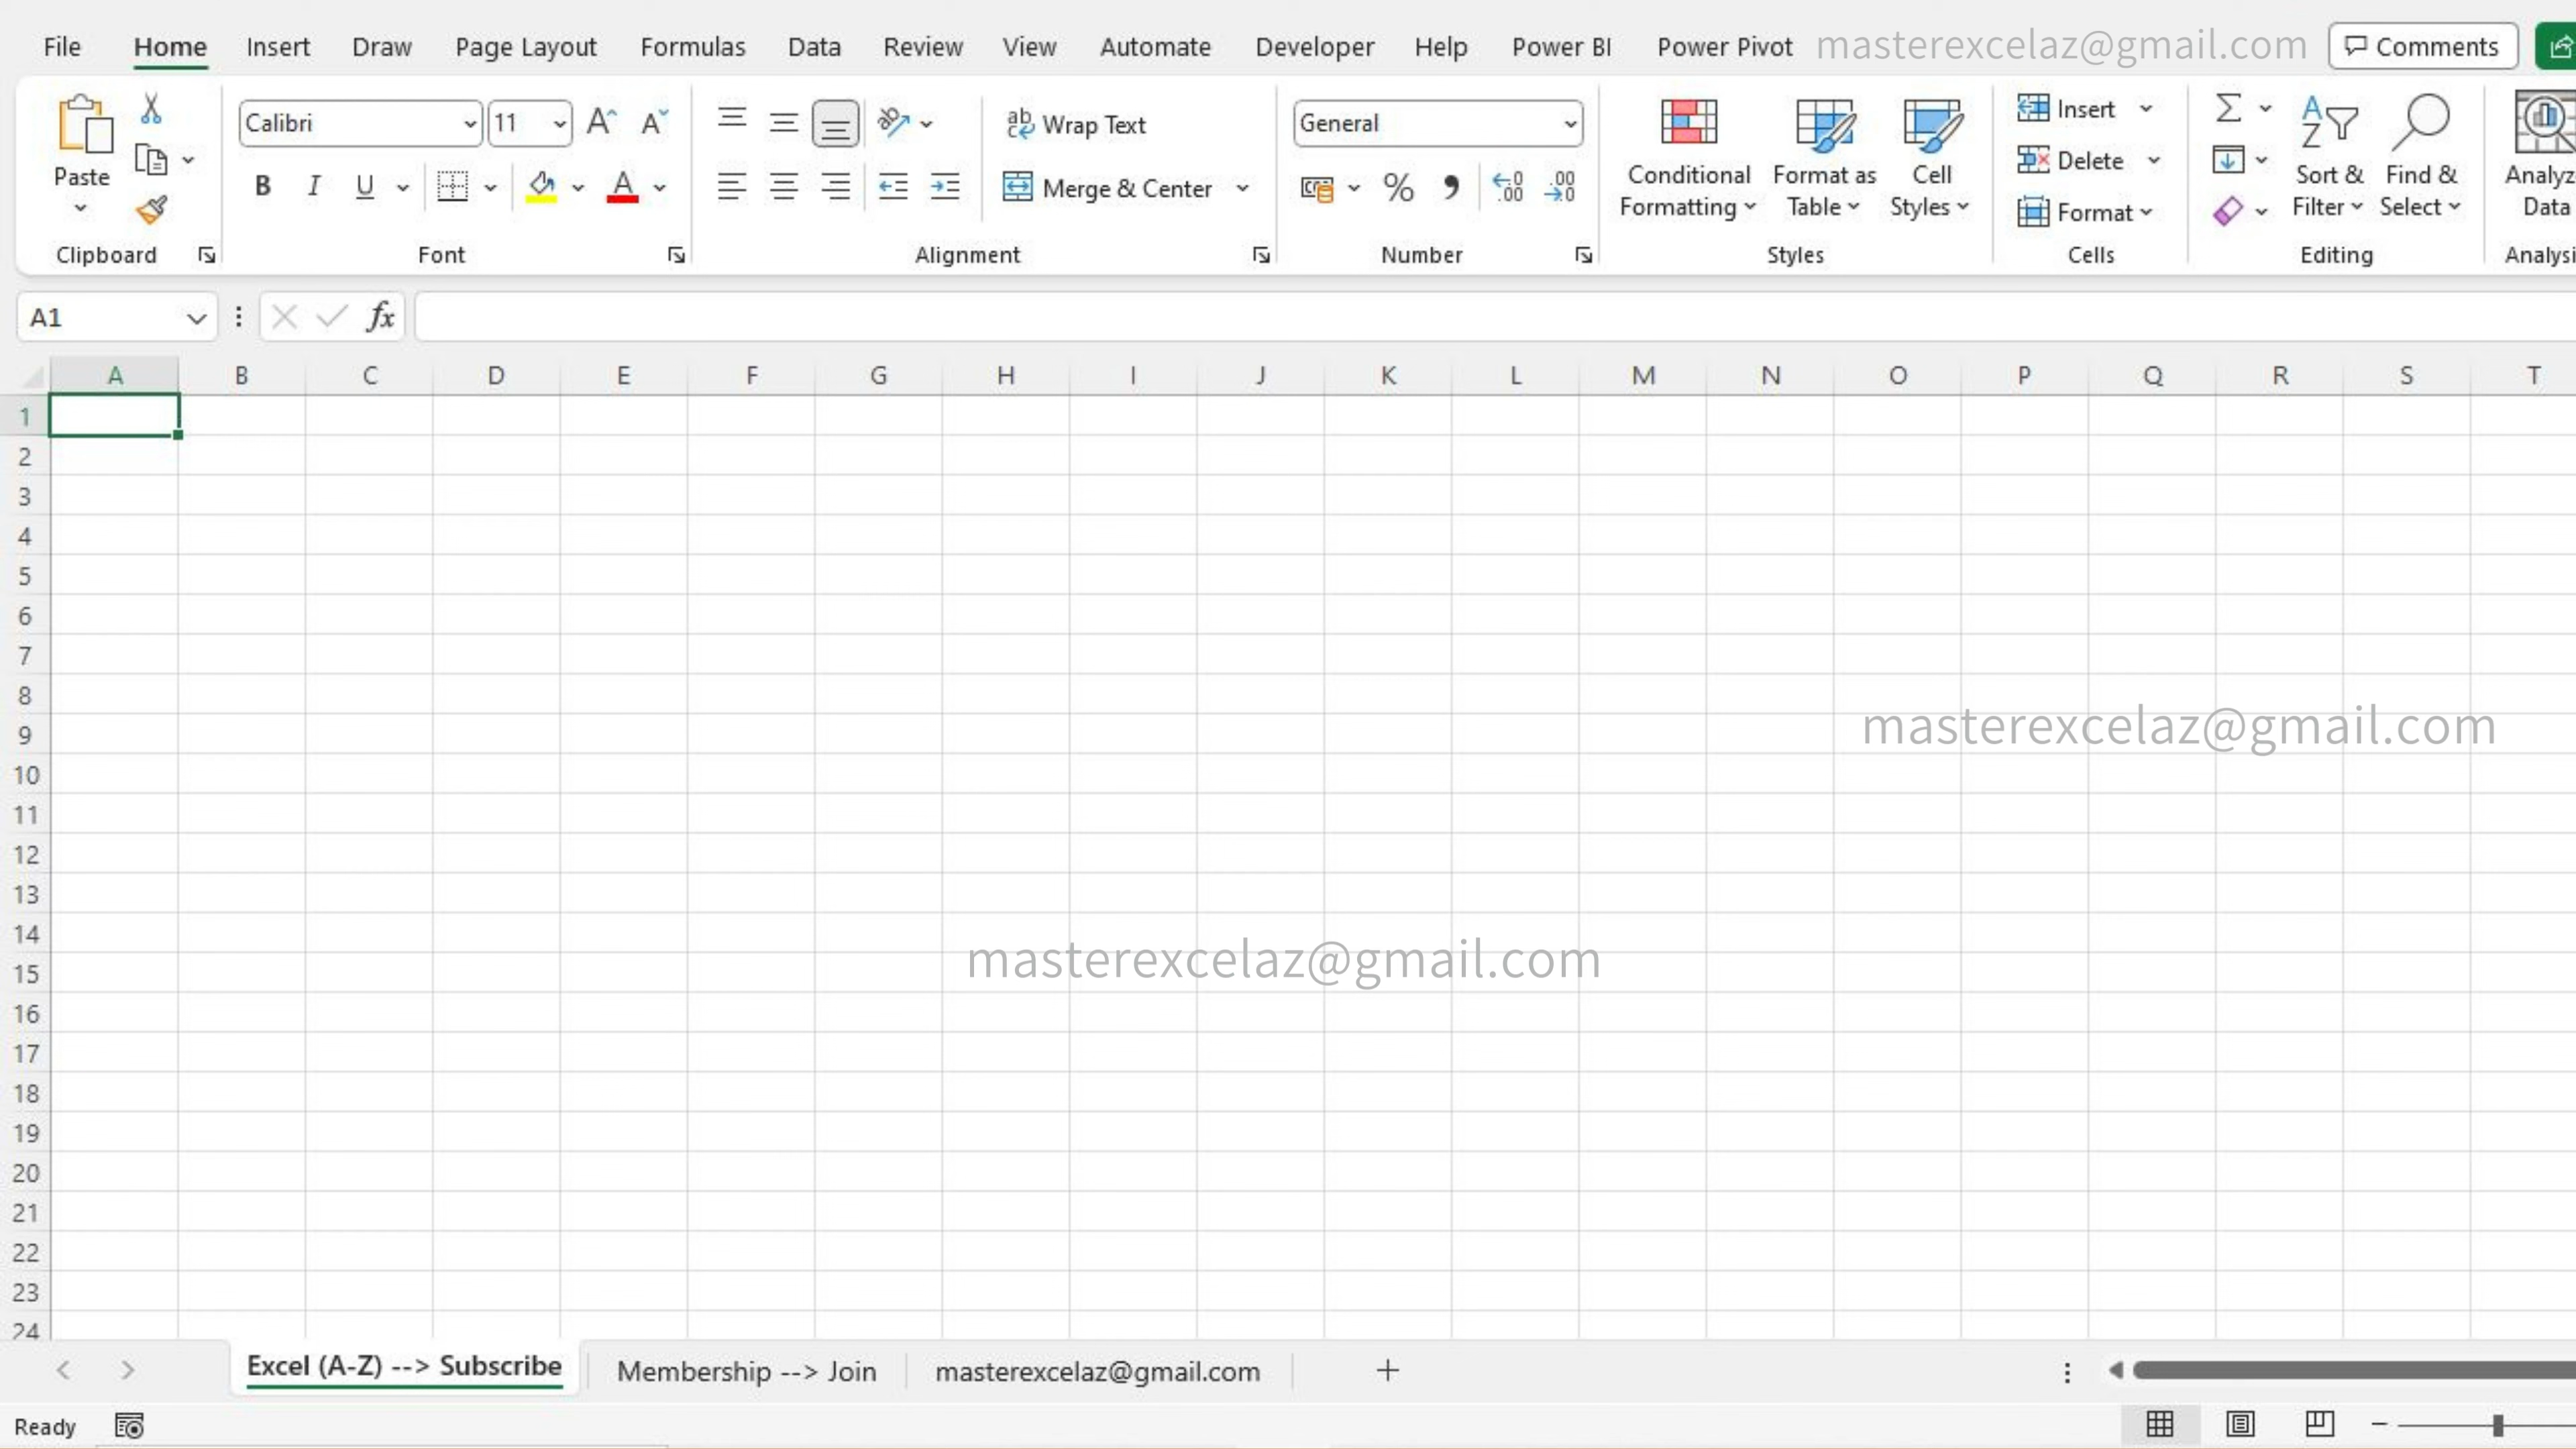 File Home Insert Draw Page Layout Formulas Data Review View Automate Developer Help Power BI Power Pivot masterexcelaz@gmail.com Comments
Calibri 11 Wrap Text General Insert
Paste B I U A Merge & Center % Conditional Formatting Format as Table Cell Styles Delete Format Sort & Filter Find & Select Analyz Data
Clipboard Font Alignment Number Styles Cells Editing Analysi
A1 fx
A B C D E F G H I J K L M N O P Q R S T
1
2
3
4
5
6
7
8
9 masterexcelaz@gmail.com
10
11
12
13
14
15 masterexcelaz@gmail.com
16
17
18
19
20
21
22
23
24
Excel (A-Z) --> Subscribe Membership --> Join masterexcelaz@gmail.com
Ready